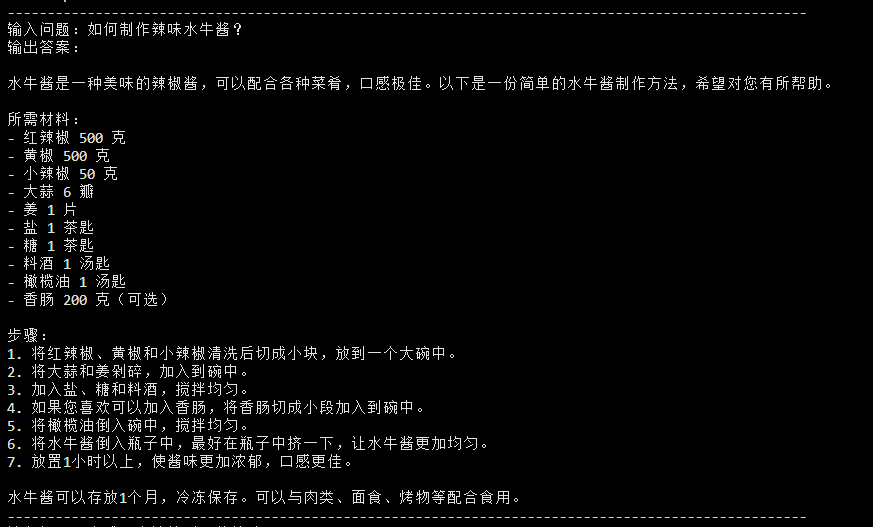 输入问题：如何制作辣味水牛酱？
输出答案：
水牛酱是一种美味的辣椒酱，可以配合各种菜肴，口感极佳。以下是一份简单的水牛酱制作方法，希望对您有所帮助。
所需材料：
- 红辣椒 500 克
- 黄椒 500 克
- 小辣椒 50 克
- 大蒜 6 瓣
- 姜 1 片
- 盐 1 茶匙
- 糖 1 茶匙
- 料酒 1 汤匙
- 橄榄油 1 汤匙
- 香肠 200 克（可选）
步骤：
1. 将红辣椒、黄椒和小辣椒清洗后切成小块，放到一个大碗中。
2. 将大蒜和姜剁碎，加入到碗中。
3. 加入盐、糖和料酒，搅拌均匀。
4. 如果您喜欢可以加入香肠，将香肠切成小段加入到碗中。
5. 将橄榄油倒入碗中，搅拌均匀。
6. 将水牛酱倒入瓶子中，最好在瓶子中挤一下，让水牛酱更加均匀。
7. 放置1小时以上，使酱味更加浓郁，口感更佳。
水牛酱可以存放1个月，冷冻保存。可以与肉类、面食、烤物等配合食用。